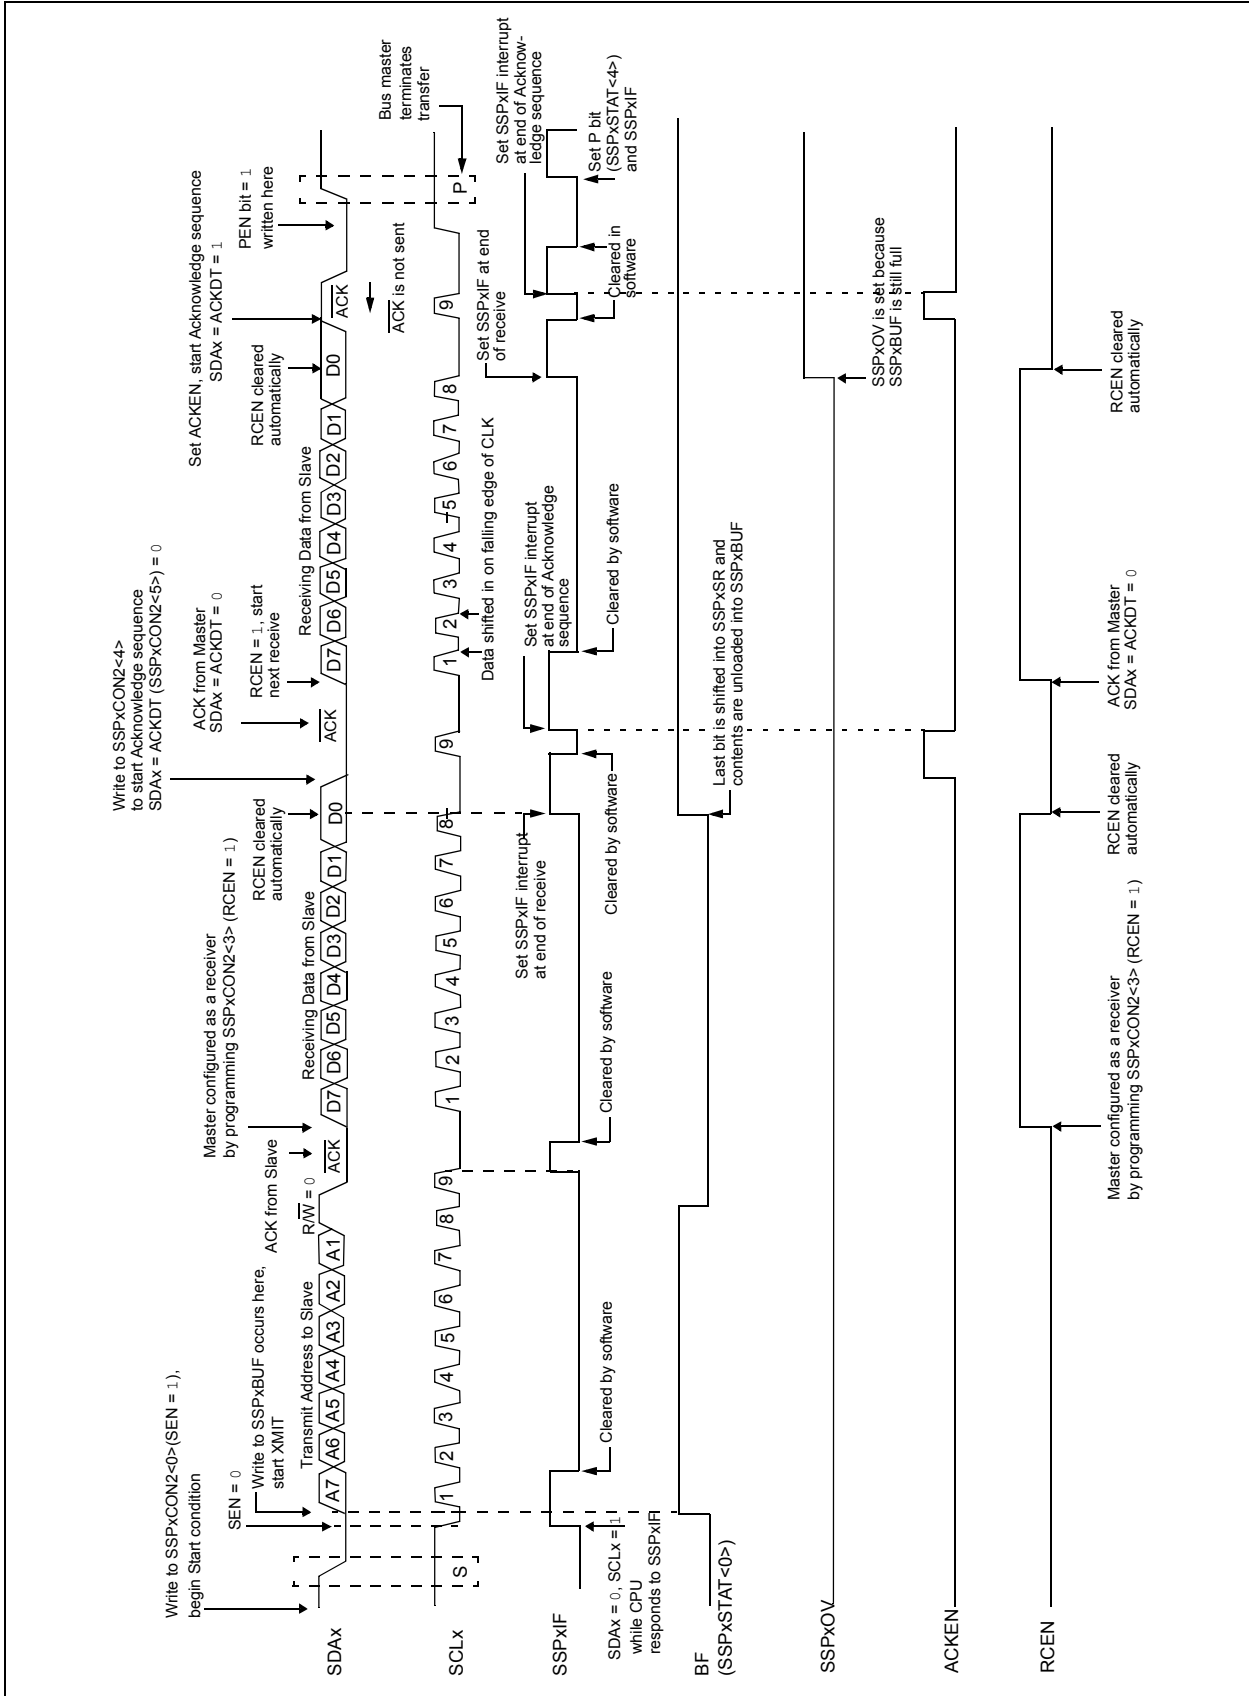 Write to SSPxCON2<0>(SEN = 1),
begin Start condition
SEN = 0
Write to SSPxBUF occurs here,
start XMIT
ACK from Slave
Master configured as a receiver
by programming SSPxCON2<3> (RCEN = 1)
RCEN cleared
automatically
Write to SSPxCON2<4>
to start Acknowledge sequence
SDAx = ACKDT (SSPxCON2<5>) = 0
ACK from Master
SDAx = ACKDT = 0
RCEN = 1, start
next receive
RCEN cleared
automatically
Set ACKEN, start Acknowledge sequence
SDAx = ACKDT = 1
PEN bit = 1
written here
Transmit Address to Slave
R/W = 0
Receiving Data from Slave
Receiving Data from Slave
SDAx
A7 A6 A5 A4 A3 A2 A1
ACK
D7 D6 D5 D4 D3 D2 D1 D0
ACK
D7 D6 D5 D4 D3 D2 D1 D0
ACK
ACK is not sent
Bus master
terminates
transfer
SCLx
S
1 2 3 4 5 6 7 8 9
1 2 3 4 5 6 7 8 9
1 2 3 4 5 6 7 8 9
P
Data shifted in on falling edge of CLK
Set SSPxIF interrupt
at end of receive
Set SSPxIF interrupt
at end of Acknowledge
sequence
Set SSPxIF at end
of receive
Set SSPxIF interrupt
at end of Acknow-
ledge sequence
SSPxIF
SDAx = 0, SCLx = 1
while CPU
responds to SSPxIF
Cleared by software
Cleared by software
Cleared by software
Cleared by software
Cleared in
software
Set P bit
(SSPxSTAT<4>)
and SSPxIF
BF
(SSPxSTAT<0>)
Last bit is shifted into SSPxSR and
contents are unloaded into SSPxBUF
SSPxOV
SSPxOV is set because
SSPxBUF is still full
ACKEN
RCEN
Master configured as a receiver
by programming SSPxCON2<3> (RCEN = 1)
RCEN cleared
automatically
ACK from Master
SDAx = ACKDT = 0
RCEN cleared
automatically